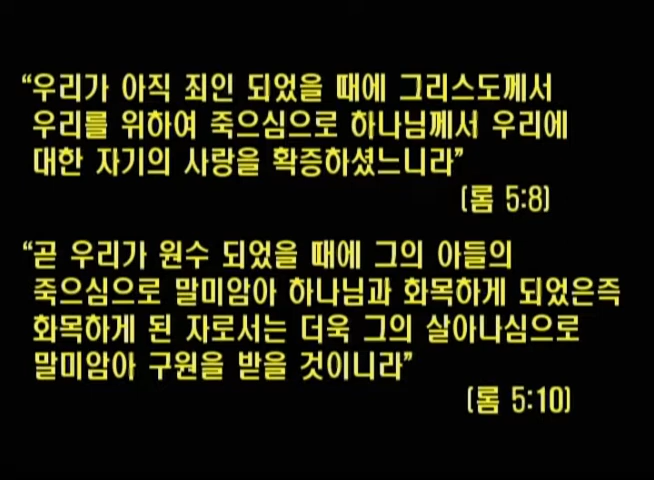 “우리가 아직 죄인 되었을 때에 그리스도께서
우리를 위하여 죽으심으로 하나님께서 우리에
대한 자기의 사랑을 확증하셨느니라”
(롬 5:8)
“곧 우리가 원수 되었을 때에 그의 아들의
죽으심으로 말미암아 하나님과 화목하게 되었은즉
화목하게 된 자로서는 더욱 그의 살아나심으로
말미암아 구원을 받을 것이니라”
(롬 5:10)